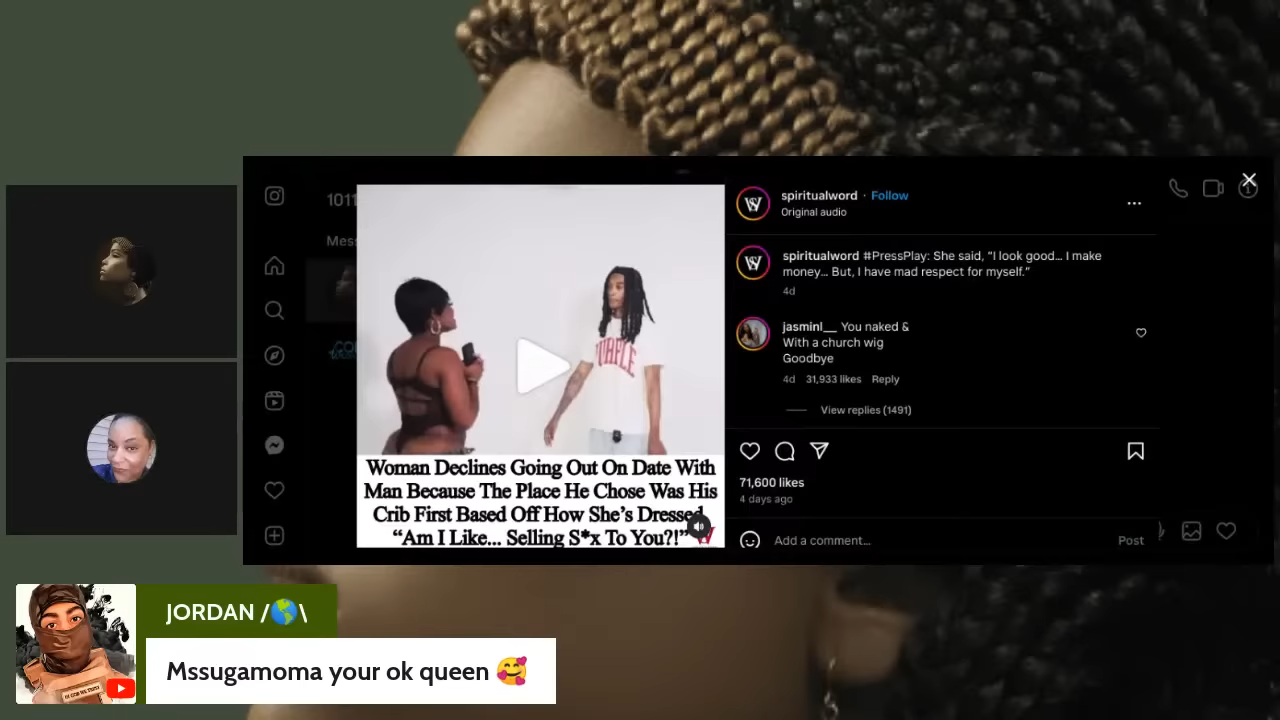 1011
Mess
spiritualword · Follow
Original audio
spiritualword #PressPlay: She said, “I look good... I make
money... But, I have mad respect for myself.”
4d
jasminl__ You naked &
With a church wig
Goodbye
4d 31,933 likes Reply
View replies (1491)
71,600 likes
4 days ago
Add a comment...
Post
PURPLE
Woman Declines Going Out On Date With
Man Because The Place He Chose Was His
Crib First Based Off How She’s Dressed
“Am I Like... Selling S*x To You?!”
JORDAN /🌎\
Mssugamoma your ok queen 🥰